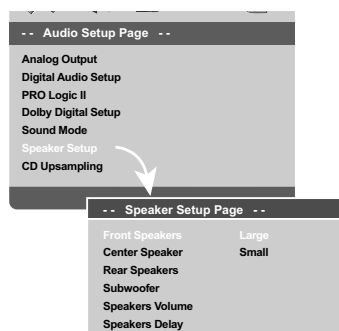 - - Audio Setup Page - -
Analog Output
Digital Audio Setup
PRO Logic II
Dolby Digital Setup
Sound Mode
Speaker Setup
CD Upsampling
- - Speaker Setup Page - -
Front Speakers Large
Center Speaker Small
Rear Speakers
Subwoofer
Speakers Volume
Speakers Delay